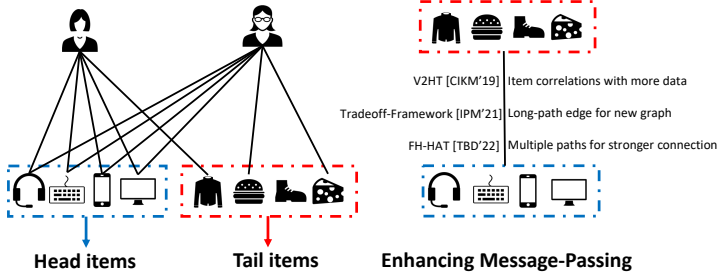 V2HT [CIKM'19] Item correlations with more data
Tradeoff-Framework [IPM'21] Long-path edge for new graph
FH-HAT [TBD'22] Multiple paths for stronger connection
Head items
Tail items
Enhancing Message-Passing